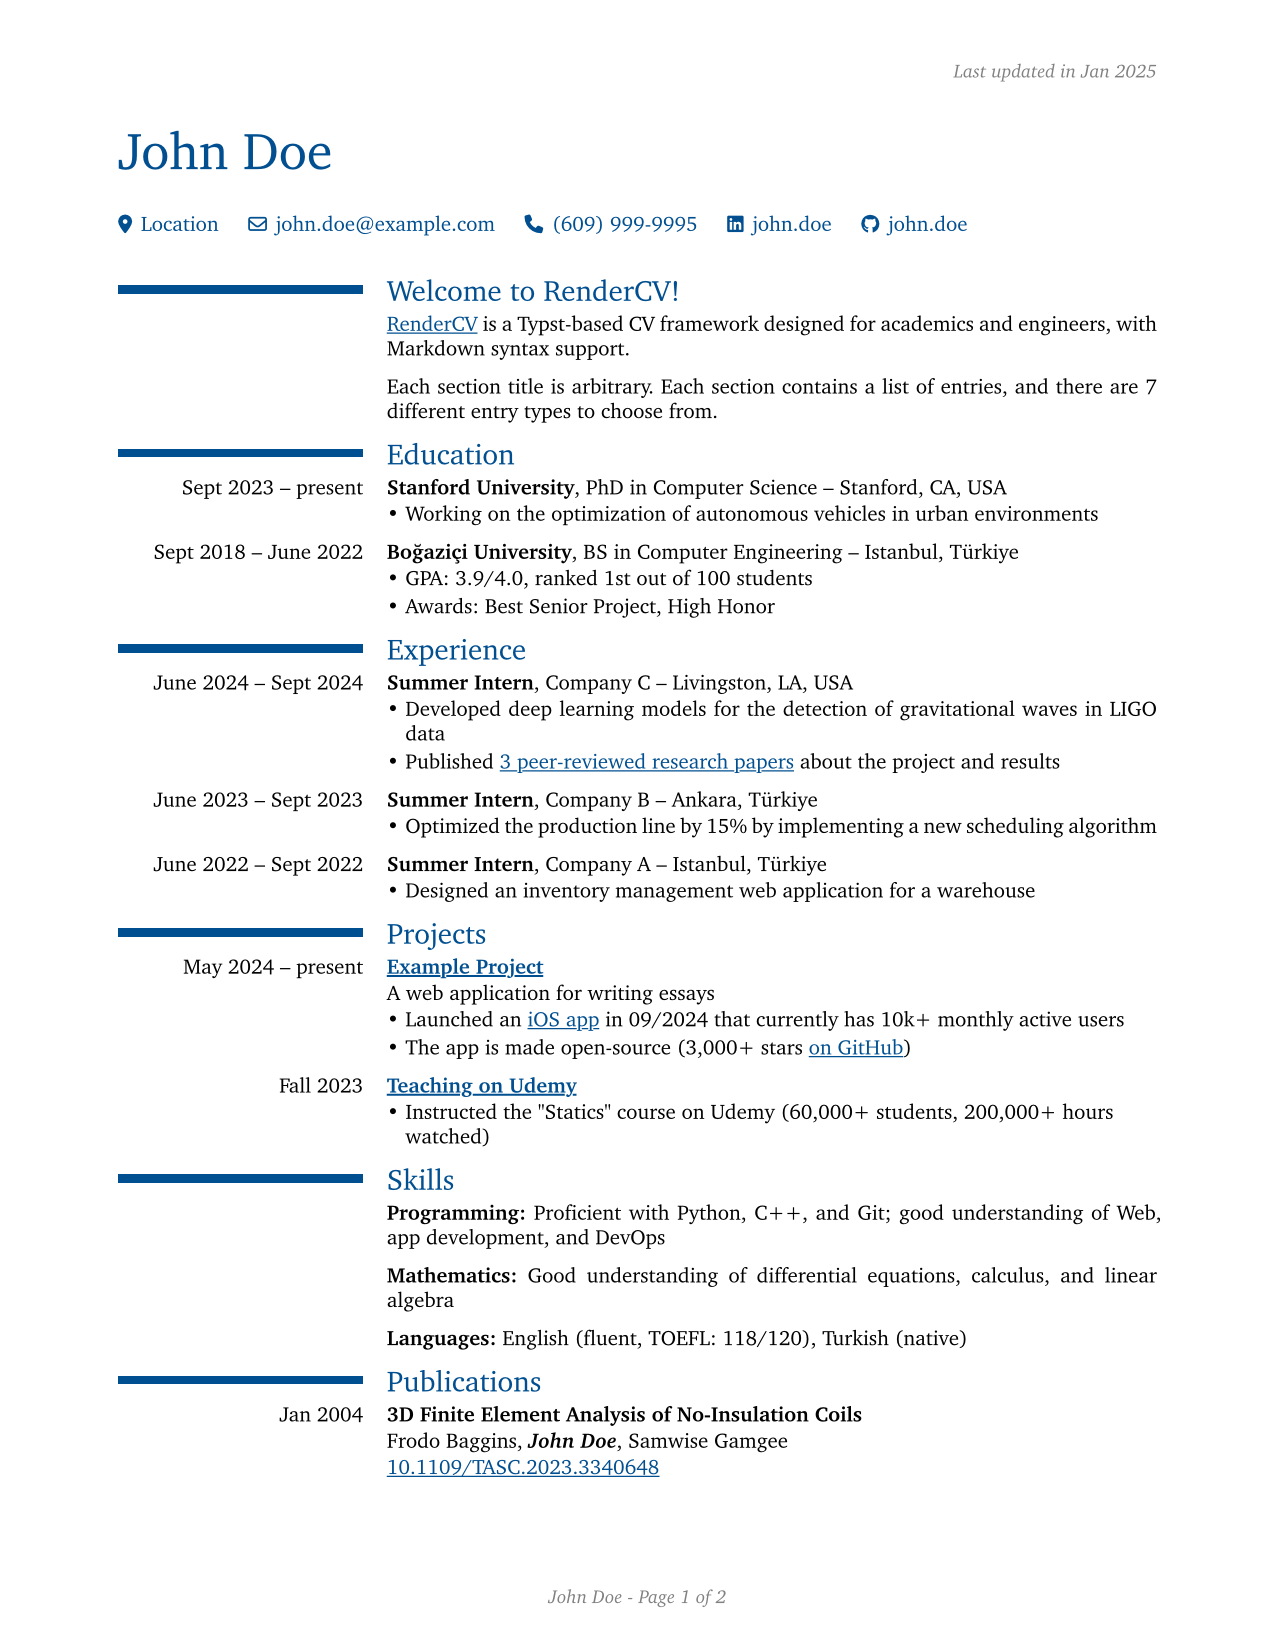 Last updated in Jan 2025
John Doe
Location john.doe@example.com (609) 999-9995 john.doe john.doe
Welcome to RenderCV!
RenderCV is a Typst-based CV framework designed for academics and engineers, with
Markdown syntax support.
Each section title is arbitrary. Each section contains a list of entries, and there are 7
different entry types to choose from.
Education
Sept 2023 – present Stanford University, PhD in Computer Science – Stanford, CA, USA
• Working on the optimization of autonomous vehicles in urban environments
Sept 2018 – June 2022 Boğaziçi University, BS in Computer Engineering – Istanbul, Türkiye
• GPA: 3.9/4.0, ranked 1st out of 100 students
• Awards: Best Senior Project, High Honor
Experience
June 2024 – Sept 2024 Summer Intern, Company C – Livingston, LA, USA
• Developed deep learning models for the detection of gravitational waves in LIGO
data
• Published 3 peer-reviewed research papers about the project and results
June 2023 – Sept 2023 Summer Intern, Company B – Ankara, Türkiye
• Optimized the production line by 15% by implementing a new scheduling algorithm
June 2022 – Sept 2022 Summer Intern, Company A – Istanbul, Türkiye
• Designed an inventory management web application for a warehouse
Projects
May 2024 – present Example Project
A web application for writing essays
• Launched an iOS app in 09/2024 that currently has 10k+ monthly active users
• The app is made open-source (3,000+ stars on GitHub)
Fall 2023 Teaching on Udemy
• Instructed the "Statics" course on Udemy (60,000+ students, 200,000+ hours
watched)
Skills
Programming: Proficient with Python, C++, and Git; good understanding of Web,
app development, and DevOps
Mathematics: Good understanding of differential equations, calculus, and linear
algebra
Languages: English (fluent, TOEFL: 118/120), Turkish (native)
Publications
Jan 2004 3D Finite Element Analysis of No-Insulation Coils
Frodo Baggins, John Doe, Samwise Gamgee
10.1109/TASC.2023.3340648
John Doe - Page 1 of 2